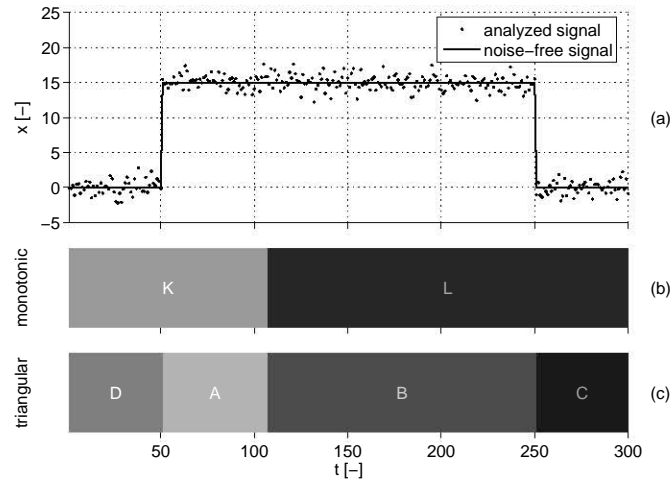 25
20
15
10
5
0
−5
x [−]
analyzed signal
noise−free signal
(a)
monotonic
K
L
(b)
triangular
D
A
B
C
(c)
50
100
150
200
250
300
t [−]